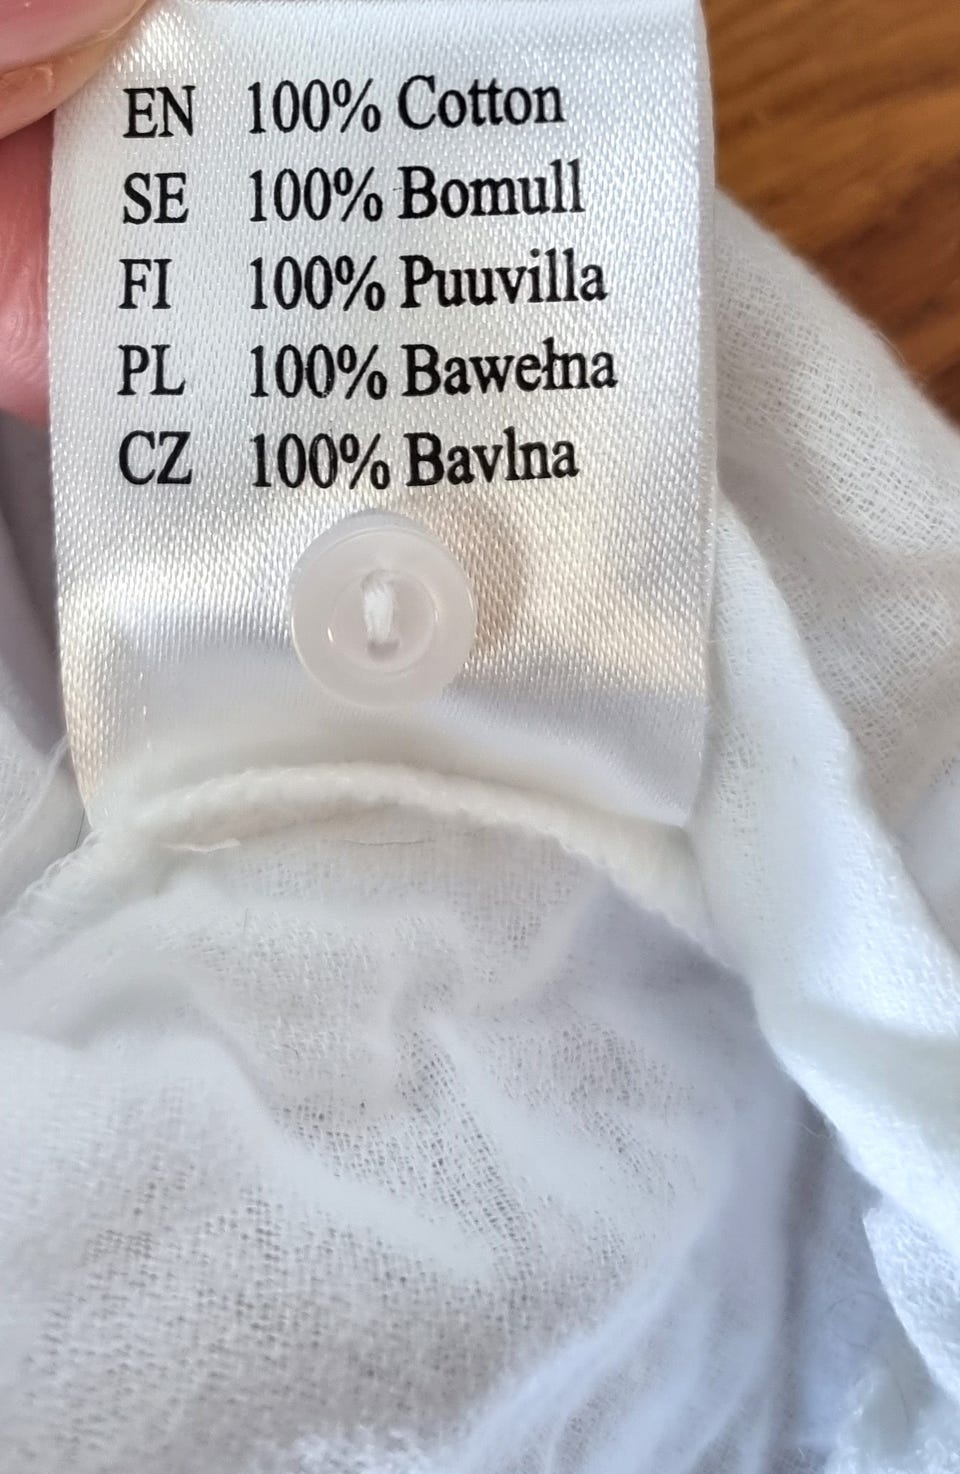 EN 100% Cotton
SE 100% Bomull
FI 100% Puuvilla
PL 100% Bawełna
CZ 100% Bavlna